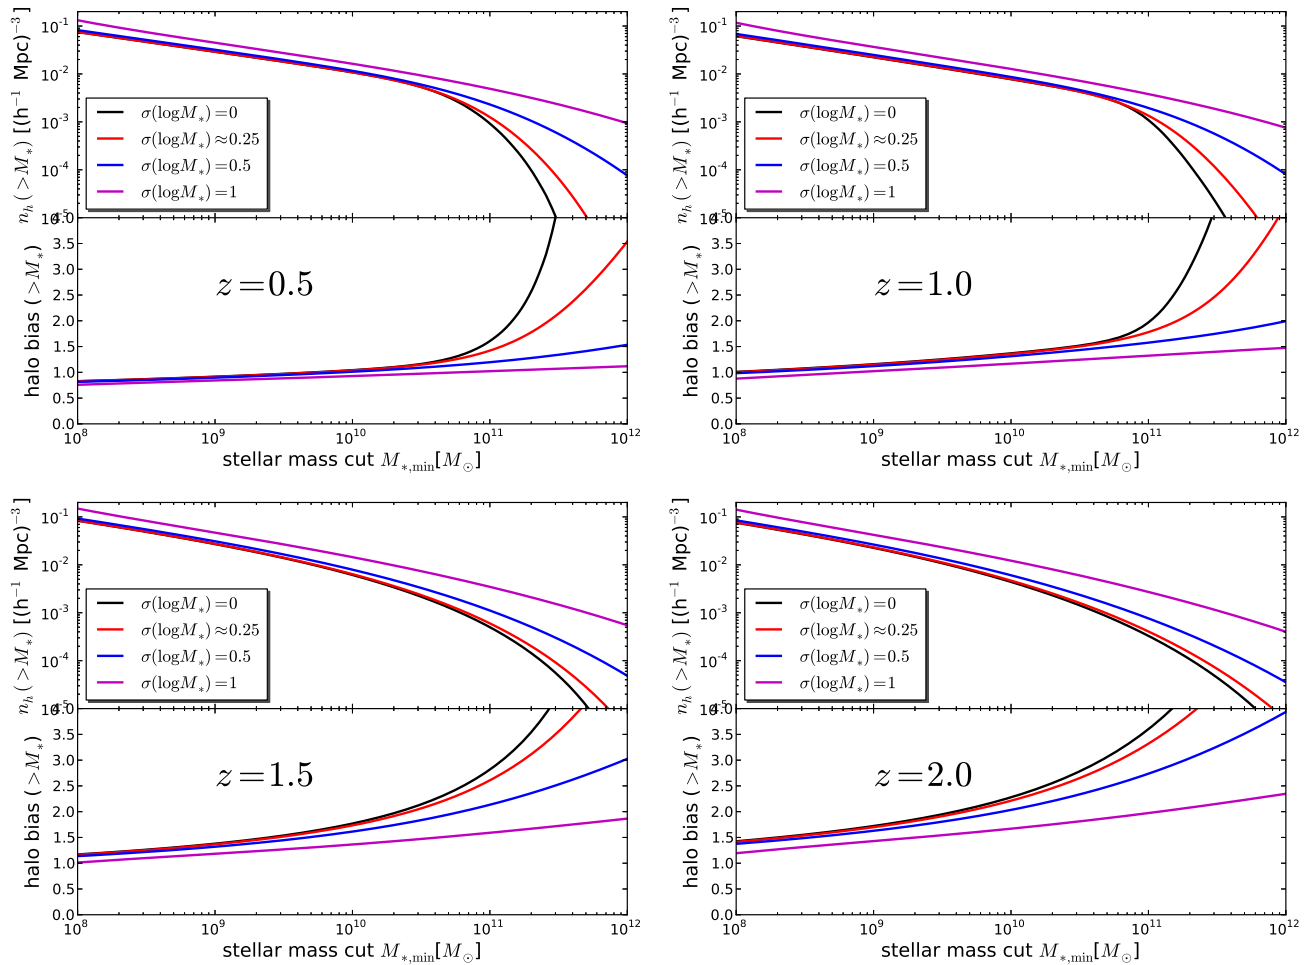 10⁻¹
10⁻²
10⁻³
10⁻⁴
10⁻⁵
n_h(>M_*) [(h⁻¹ Mpc)⁻³]
σ(logM_*)=0
σ(logM_*)≈0.25
σ(logM_*)=0.5
σ(logM_*)=1
4.0
3.5
3.0
2.5
2.0
1.5
1.0
0.5
0.0
halo bias (>M_*)
z=0.5
10⁸ 10⁹ 10¹⁰ 10¹¹ 10¹²
stellar mass cut M_{*,min}[M_⊙]
10⁻¹
10⁻²
10⁻³
10⁻⁴
10⁻⁵
n_h(>M_*) [(h⁻¹ Mpc)⁻³]
σ(logM_*)=0
σ(logM_*)≈0.25
σ(logM_*)=0.5
σ(logM_*)=1
4.0
3.5
3.0
2.5
2.0
1.5
1.0
0.5
0.0
halo bias (>M_*)
z=1.0
10⁸ 10⁹ 10¹⁰ 10¹¹ 10¹²
stellar mass cut M_{*,min}[M_⊙]
10⁻¹
10⁻²
10⁻³
10⁻⁴
10⁻⁵
n_h(>M_*) [(h⁻¹ Mpc)⁻³]
σ(logM_*)=0
σ(logM_*)≈0.25
σ(logM_*)=0.5
σ(logM_*)=1
4.0
3.5
3.0
2.5
2.0
1.5
1.0
0.5
0.0
halo bias (>M_*)
z=1.5
10⁸ 10⁹ 10¹⁰ 10¹¹ 10¹²
stellar mass cut M_{*,min}[M_⊙]
10⁻¹
10⁻²
10⁻³
10⁻⁴
10⁻⁵
n_h(>M_*) [(h⁻¹ Mpc)⁻³]
σ(logM_*)=0
σ(logM_*)≈0.25
σ(logM_*)=0.5
σ(logM_*)=1
4.0
3.5
3.0
2.5
2.0
1.5
1.0
0.5
0.0
halo bias (>M_*)
z=2.0
10⁸ 10⁹ 10¹⁰ 10¹¹ 10¹²
stellar mass cut M_{*,min}[M_⊙]